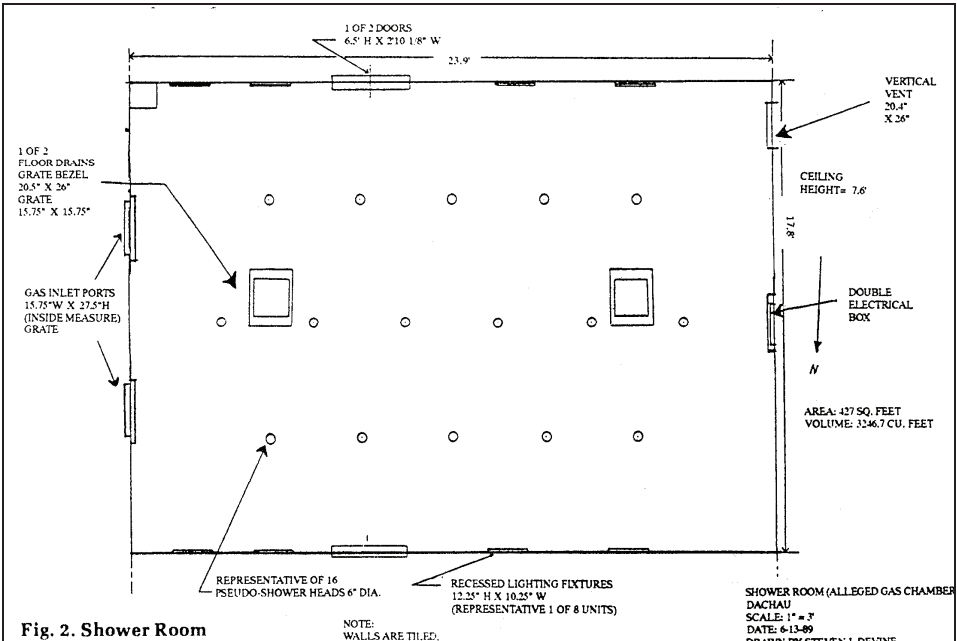 1 OF 2 DOORS
6.5' H X 2'10 1/8" W
23.9'
VERTICAL
VENT
20.4"
X 26"
1 OF 2
FLOOR DRAINS
GRATE BEZEL
20.5" X 26"
GRATE
15.75" X 15.75"
CEILING
HEIGHT= 7.6'
17.8'
GAS INLET PORTS
15.75"W X 27.5"H
(INSIDE MEASURE)
GRATE
DOUBLE
ELECTRICAL
BOX
N
AREA: 427 SQ. FEET
VOLUME: 3246.7 CU. FEET
REPRESENTATIVE OF 16
PSEUDO-SHOWER HEADS 6" DIA.
RECESSED LIGHTING FIXTURES
12.25" H X 10.25" W
(REPRESENTATIVE 1 OF 8 UNITS)
SHOWER ROOM (ALLEGED GAS CHAMBER
DACHAU
SCALE: 1" = 3'
DATE: 6-13-89
DRAWN BY STEVEN J. DEVINE
NOTE:
WALLS ARE TILED,
Fig. 2. Shower Room